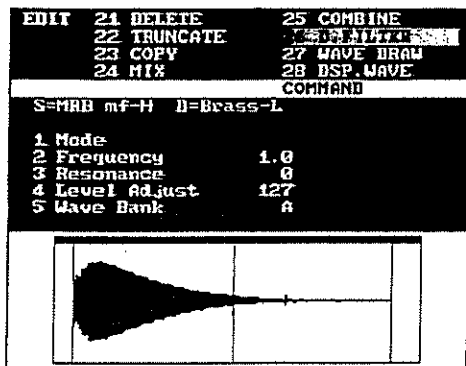 EDIT 21 DELETE 25 COMBINE
22 TRUNCATE
23 COPY 27 WAVE DRAW
24 MIX 28 DSP.WAVE
COMMAND
S=MRB mf-H D=Brass-L
1 Mode
2 Frequency 1.0
3 Resonance 0
4 Level Adjust 127
5 Wave Bank A